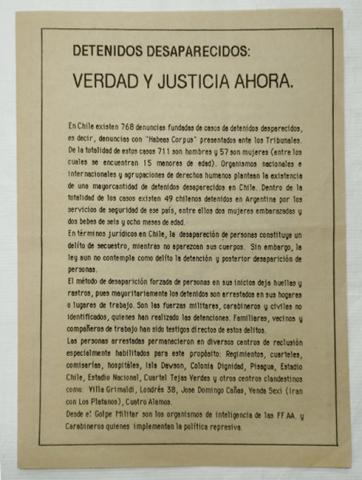 DETENIDOS DESAPARECIDOS:
VERDAD Y JUSTICIA AHORA.
En Chile existen 768 denuncias fundadas de casos de detenidos desaparecidos,
es decir, denuncias con "Habeas Corpus" presentados ante los Tribunales.
De la totalidad de estos casos 711 son hombres y 57 son mujeres (entre los
cuales se encuentran 15 menores de edad). Organismos nacionales e
internacionales y agrupaciones de derechos humanos plantean la existencia
de una mayorcantidad de detenidos desaparecidos en Chile. Dentro de la
totalidad de los casos existen 49 chilenos detenidos en Argentina por los
servicios de seguridad de ese país, entre ellos dos mujeres embarazadas y
dos bebes de seis y ocho meses de edad.
En términos jurídicos en Chile, la desaparición de personas constituye un
delito de secuestro, mientras no aparezcan sus cuerpos. Sin embargo, la
ley aun no contempla como delito la detención y posterior desaparición de
personas.
El método de desaparición forzada de personas en sus inicios deja huellas y
rastros, pues mayoritariamente los detenidos son arrestados en sus hogares
o lugares de trabajo. Son las fuerzas militares, carabineros y civiles no
identificados, quienes han realizado las detenciones. Familiares, vecinos y
compañeros de trabajo han sido testigos directos de estos delitos.
Las personas arrestadas permanecieron en diversos centros de reclusión
especialmente habilitados para este propósito: Regimientos, cuarteles,
comisarías, hospitales, Isla Dawson, Colonia Dignidad, Pisagua, Estadio
Chile, Estadio Nacional, Cuartel Tejas Verdes y otros centros clandestinos
como: Villa Grimaldi, Londres 38, Jose Domingo Cañas, Venda Sexi (Iran
con Los Platanos), Cuatro Alamos.
Desde el Golpe Militar son los organismos de inteligencia de las FF.AA. y
Carabineros quienes implementan la política represiva.